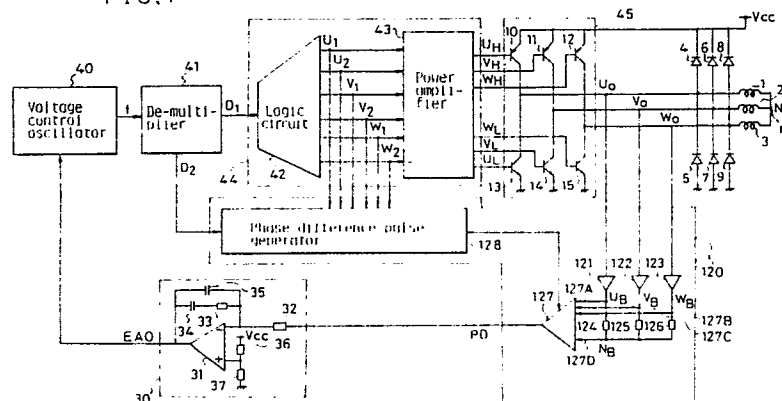 FIG.1
40
Voltage
control
oscillator
f
41
De-multi-
plier
D1
D2
44
Logic
circuit
42
U1
U2
V1
V2
W1
W2
43
Power
amplifier
UH
VH
WH
WL
VL
UL
10
11
12
13
14
15
45
Vcc
4
6
8
5
7
9
Uo
Vo
Wo
1
2
N
3
Phase difference pulse
generator
128
120
121
122
123
127A
127
UB
VB
WB
127B
127C
124
125
126
127D
NB
35
34
33
32
EAO
Vcc
36
31
37
30
PD